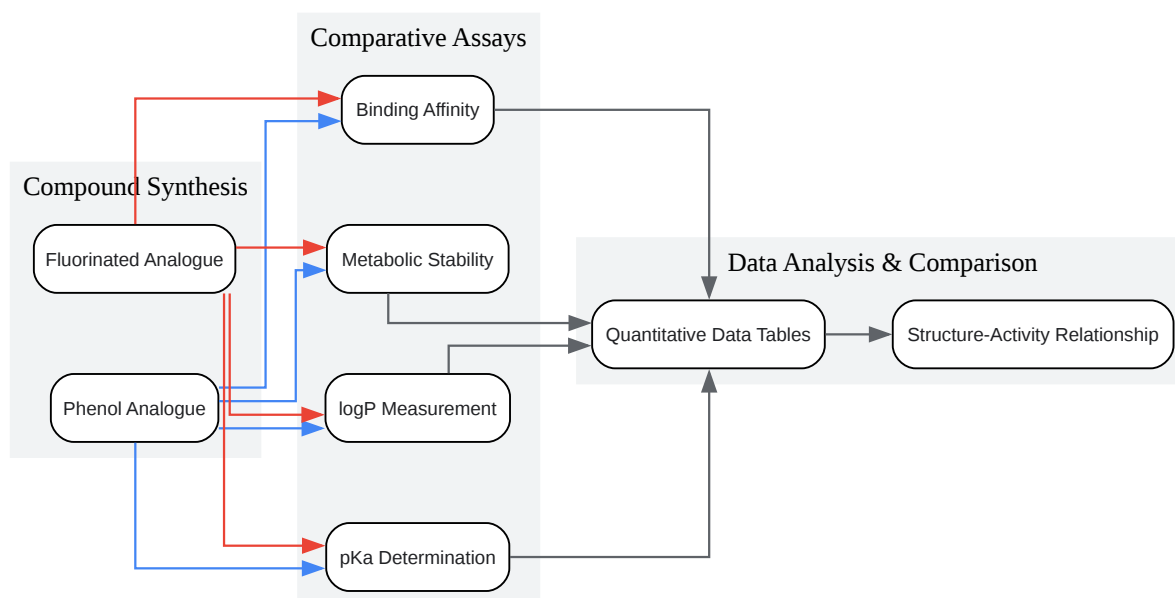 Comparative Assays
Binding Affinity
Compound Synthesis
Fluorinated Analogue
Metabolic Stability
Data Analysis & Comparison
Quantitative Data Tables
Structure-Activity Relationship
Phenol Analogue
logP Measurement
pKa Determination